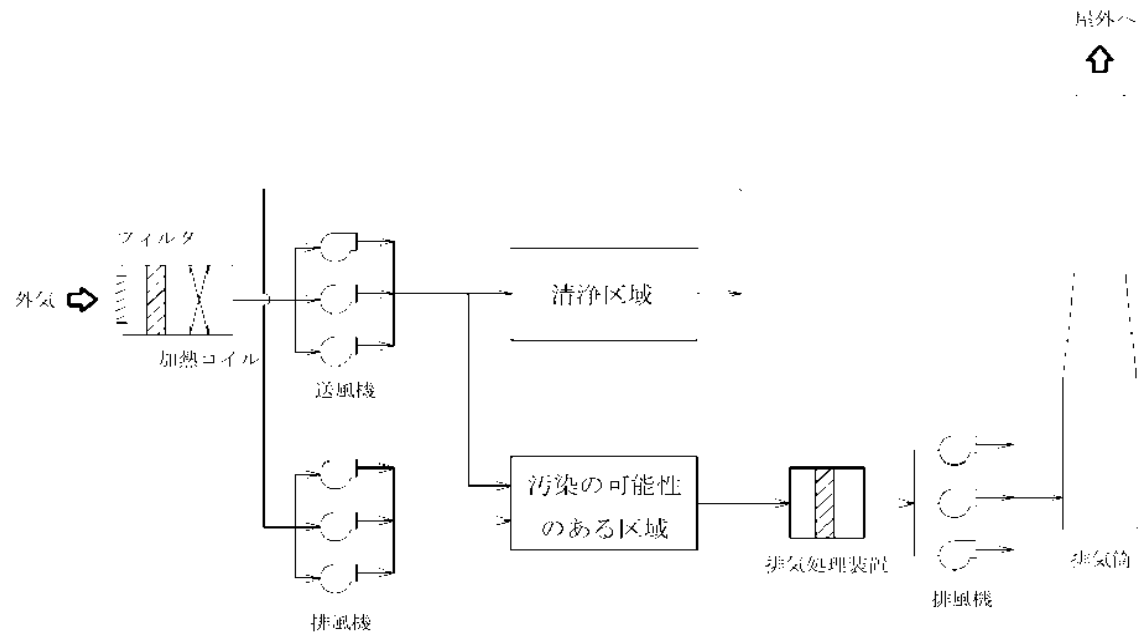 屋外へ
フィルタ
外気
清浄区域
加熱コイル
送風機
汚染の可能性
のある区域
排気処理装置
排気筒
排風機
排風機